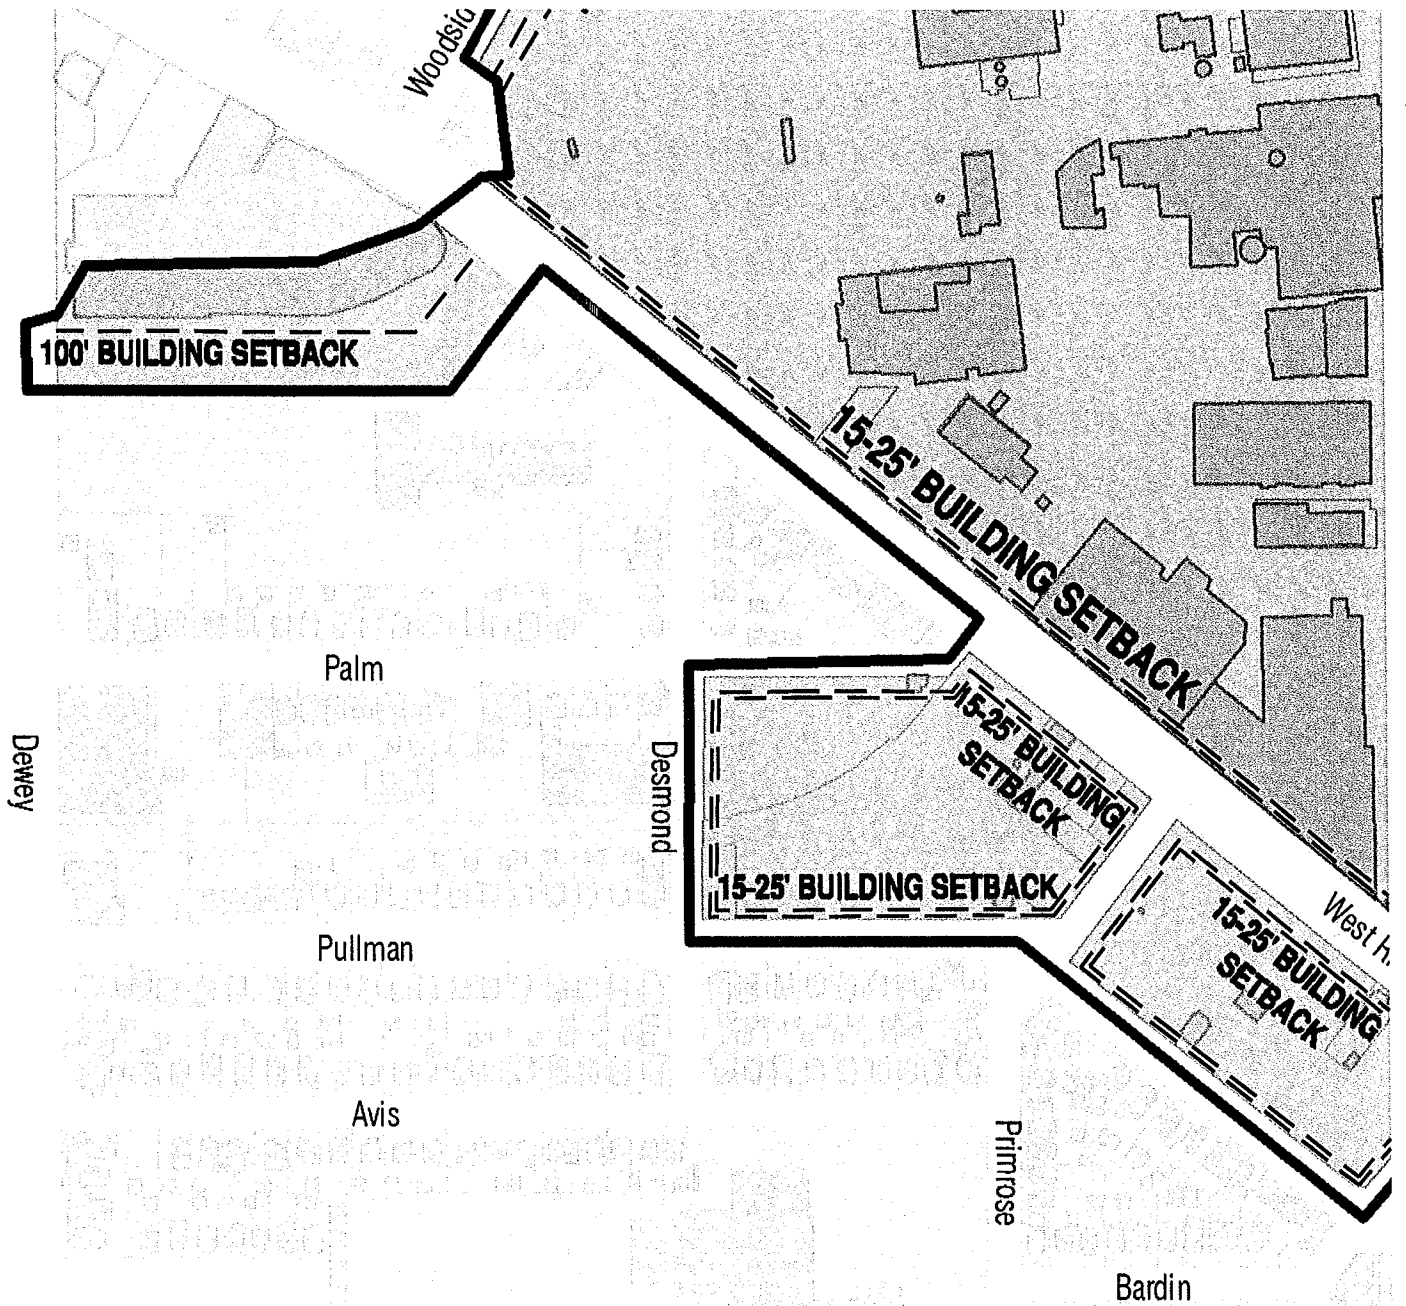 Woodsid
100' BUILDING SETBACK
15-25' BUILDING SETBACK
Palm
Dewey
Desmond
15-25' BUILDING
SETBACK
15-25' BUILDING SETBACK
West H
15-25' BUILDING
SETBACK
Pullman
Avis
Primrose
Bardin